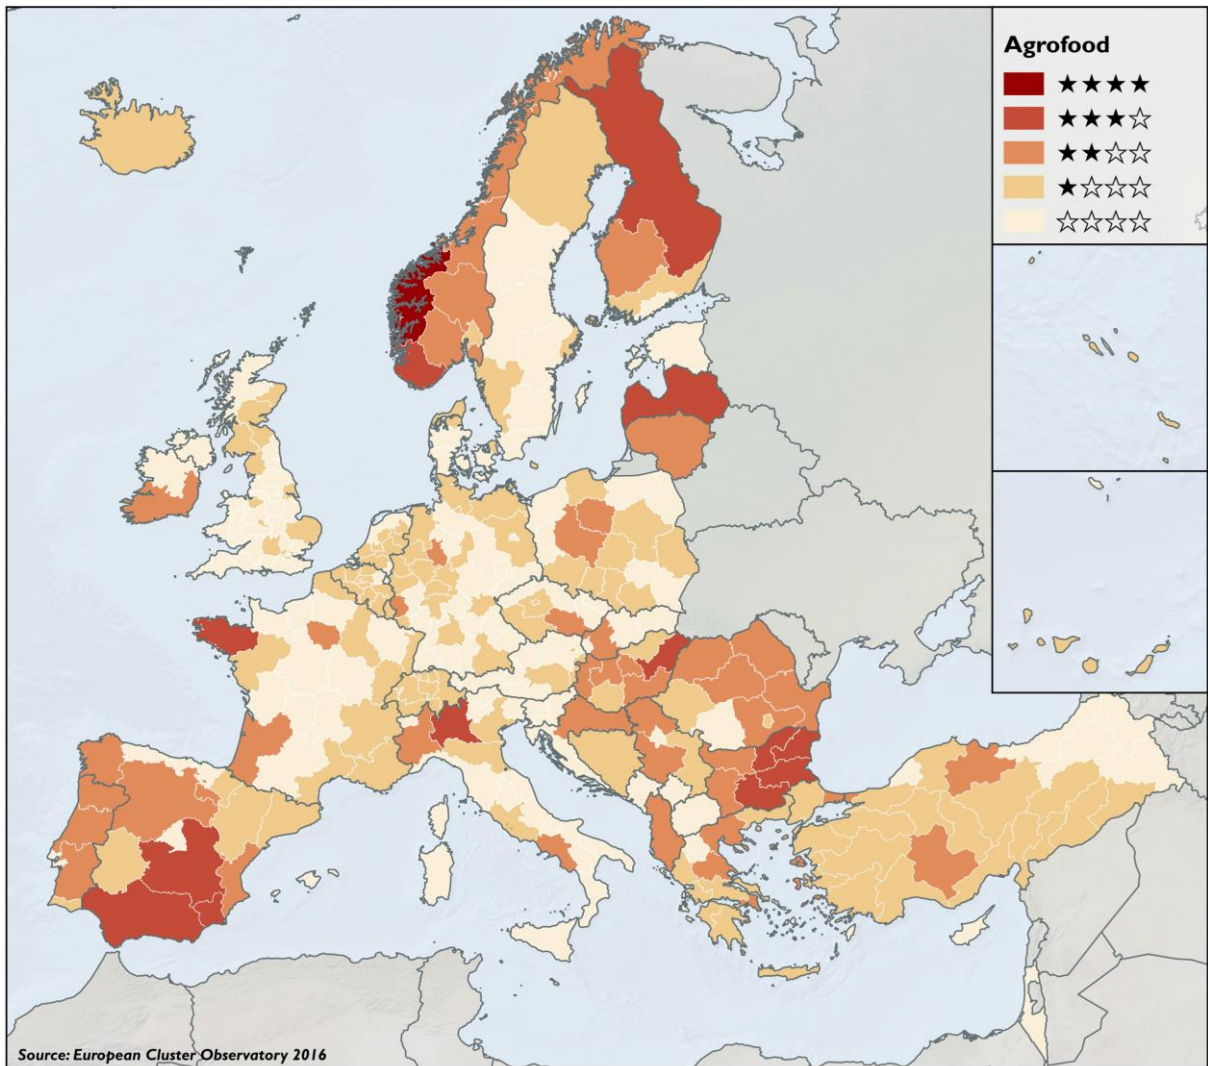 Agrofood
★★★★
★★★☆
★★☆☆
★☆☆☆
☆☆☆☆
Source: European Cluster Observatory 2016